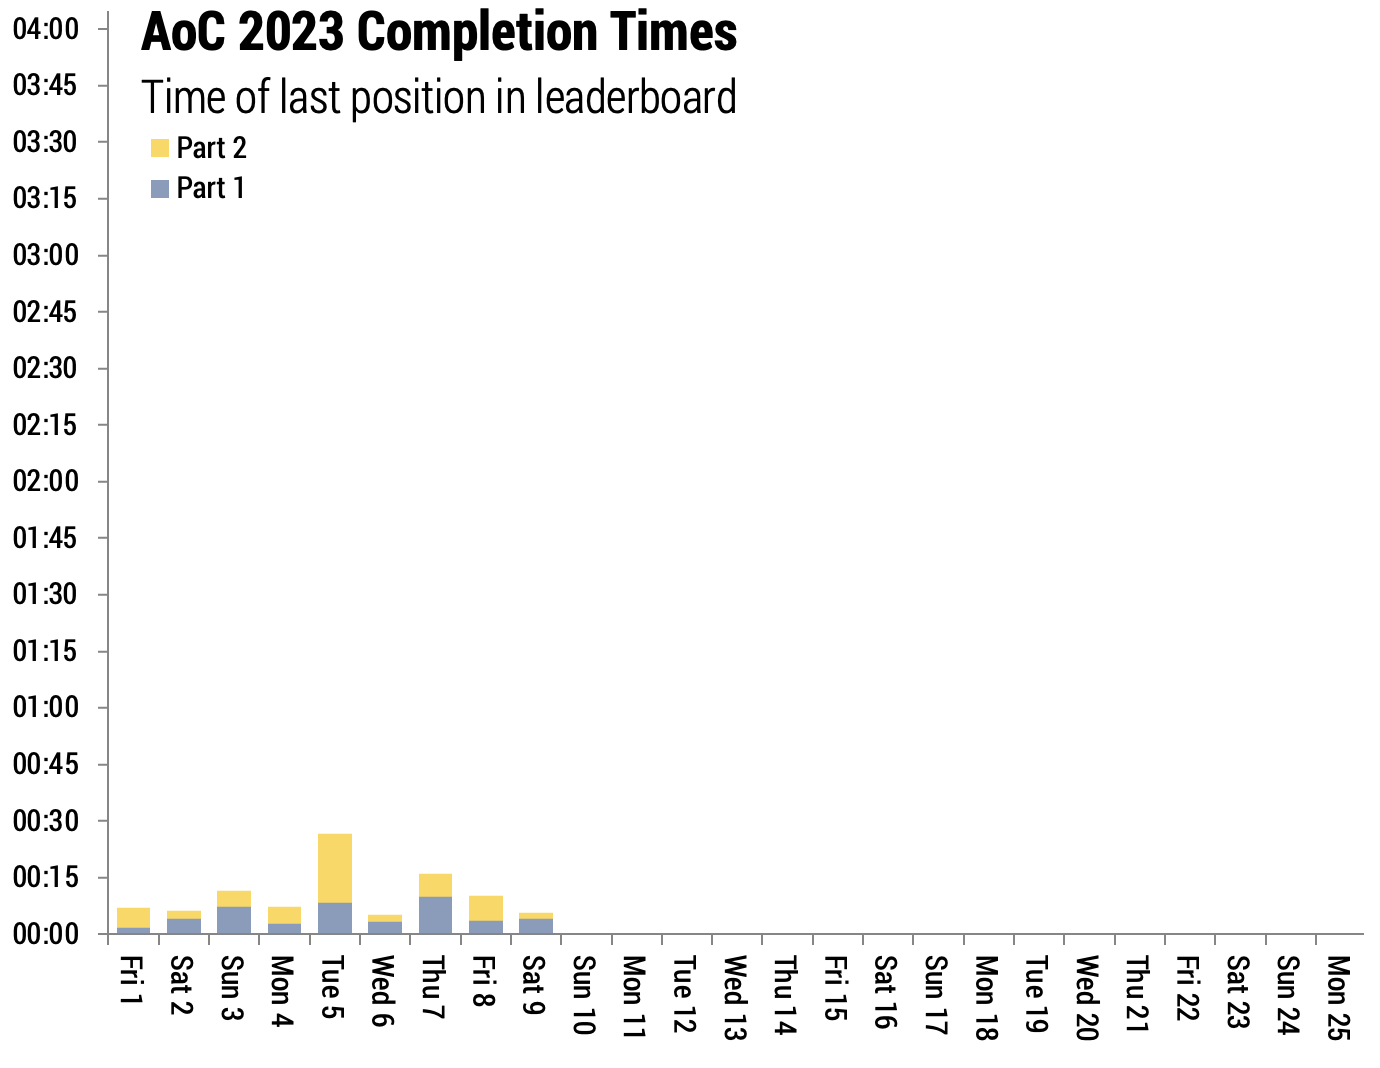 AoC 2023 Completion Times
Time of last position in leaderboard
Part 2
Part 1
04:00
03:45
03:30
03:15
03:00
02:45
02:30
02:15
02:00
01:45
01:30
01:15
01:00
00:45
00:30
00:15
00:00
Fri 1
Sat 2
Sun 3
Mon 4
Tue 5
Wed 6
Thu 7
Fri 8
Sat 9
Sun 10
Mon 11
Tue 12
Wed 13
Thu 14
Fri 15
Sat 16
Sun 17
Mon 18
Tue 19
Wed 20
Thu 21
Fri 22
Sat 23
Sun 24
Mon 25